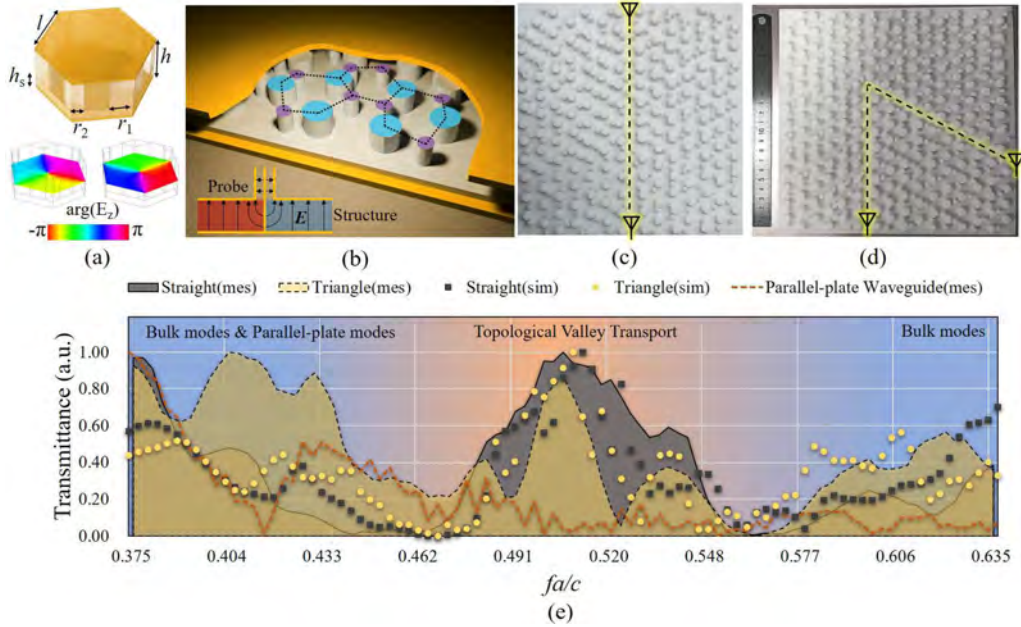 l
h
hs
r2
r1
arg(Ez)
-π
π
(a)
Probe
E
Structure
(b)
(c)
(d)
Straight(mes)
Triangle(mes)
Straight(sim)
Triangle(sim)
Parallel-plate Waveguide(mes)
Bulk modes & Parallel-plate modes
Topological Valley Transport
Bulk modes
Transmittance (a.u.)
1.00
0.80
0.60
0.40
0.20
0.00
0.375
0.404
0.433
0.462
0.491
0.520
0.548
0.577
0.606
0.635
fa/c
(e)